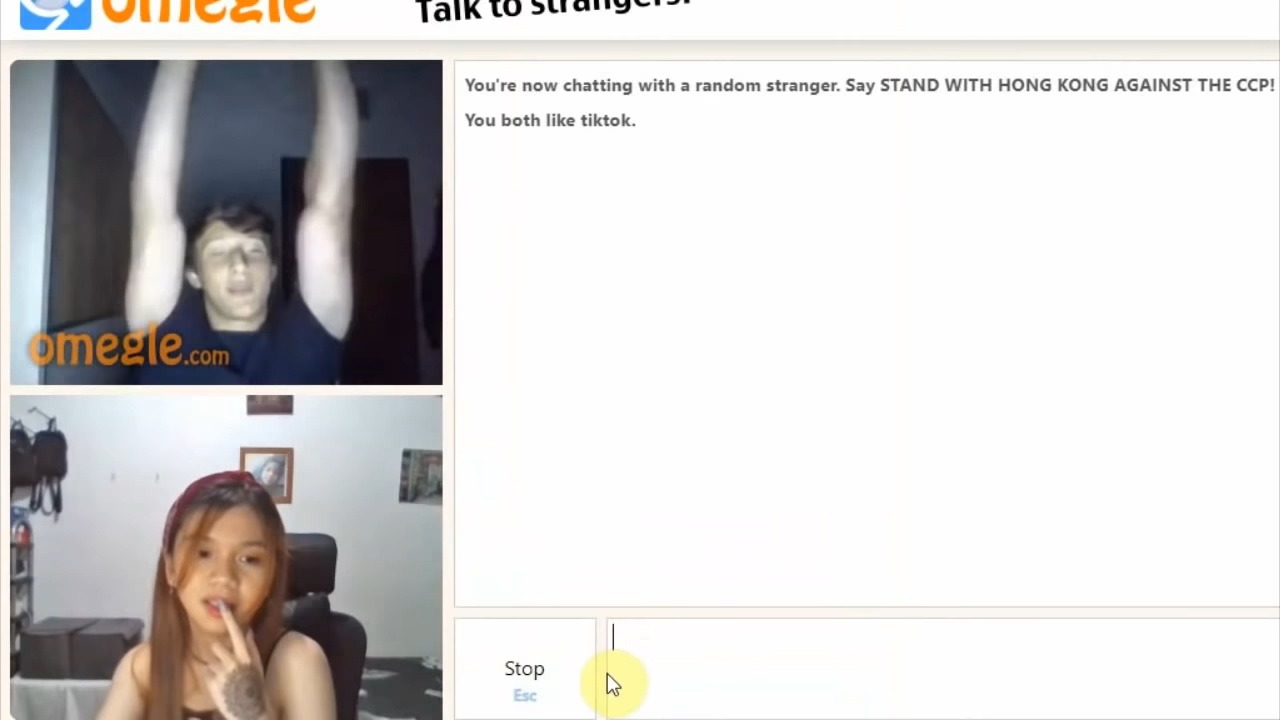 omegle
Talk to strangers!
You're now chatting with a random stranger. Say STAND WITH HONG KONG AGAINST THE CCP!
You both like tiktok.
omegle.com
Stop
Esc